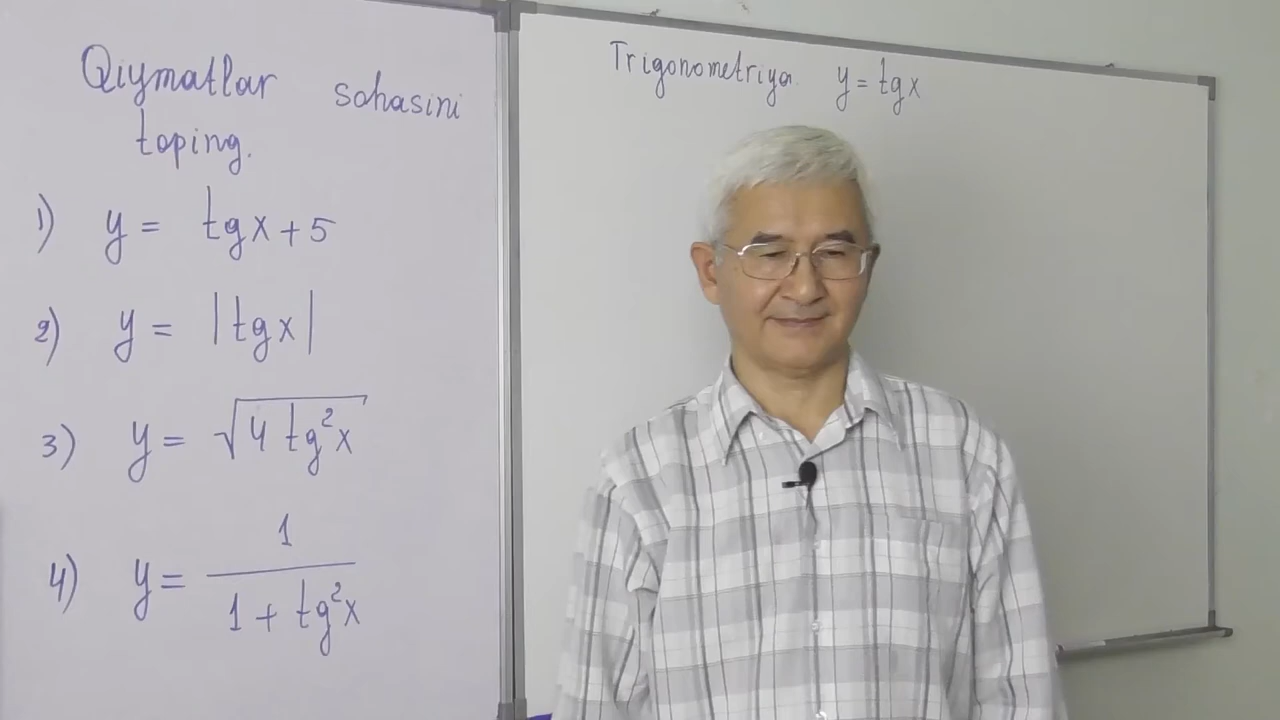 Qiymatlar sohasini
toping.
1) y = tgx + 5
2) y = |tgx|
3) y = √(4 tg²x)
4) y = 1 / (1 + tg²x)
Trigonometriya. y = tgx